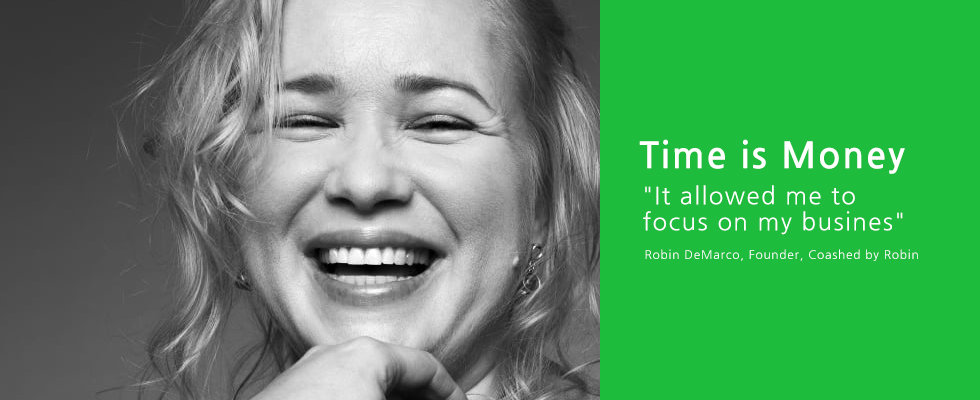 Time is Money
"It allowed me to
focus on my busines"
Robin DeMarco, Founder, Coashed by Robin